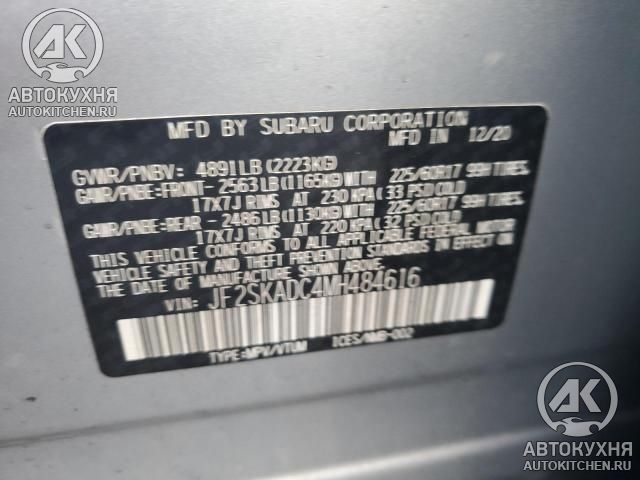 AK
АВТОКУХНЯ
AUTOKITCHEN.RU
MFD BY SUBARU CORPORATION
MFD IN 12/20
GVWR/PNBV: 4891LB(2223KG)
GAWR/PNBE:FRONT- 2563LB(1165KG)WITH 225/60R17 99H TIRES,
17X7J RIMS AT 230 KPA(33 PSI)COLD
GAWR/PNBE:REAR - 2486LB(1130KG)WITH 225/60R17 99H TIRES,
17X7J RIMS AT 220 KPA(32 PSI)COLD
THIS VEHICLE CONFORMS TO ALL APPLICABLE FEDERAL MOTOR
VEHICLE SAFETY AND THEFT PREVENTION STANDARDS IN EFFECT ON
THE DATE OF MANUFACTURE SHOWN ABOVE.
VIN: JF2SKADC4MH484616
TYPE:MPV/VTUM ICES/NMB-002
AK
АВТОКУХНЯ
AUTOKITCHEN.RU